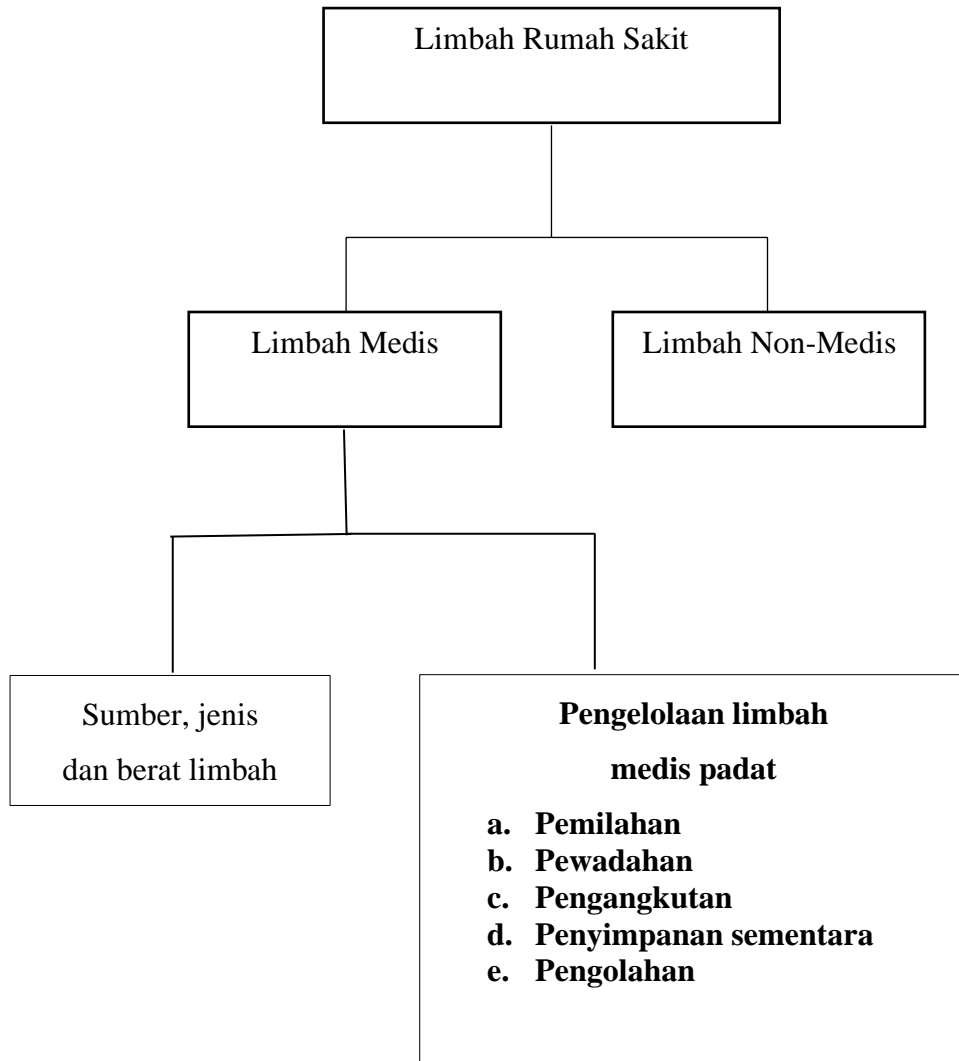 Limbah Rumah Sakit
Limbah Medis
Limbah Non-Medis
Sumber, jenis
dan berat limbah
Pengelolaan limbah
medis padat
a. Pemilahan
b. Pewadahan
c. Pengangkutan
d. Penyimpanan sementara
e. Pengolahan